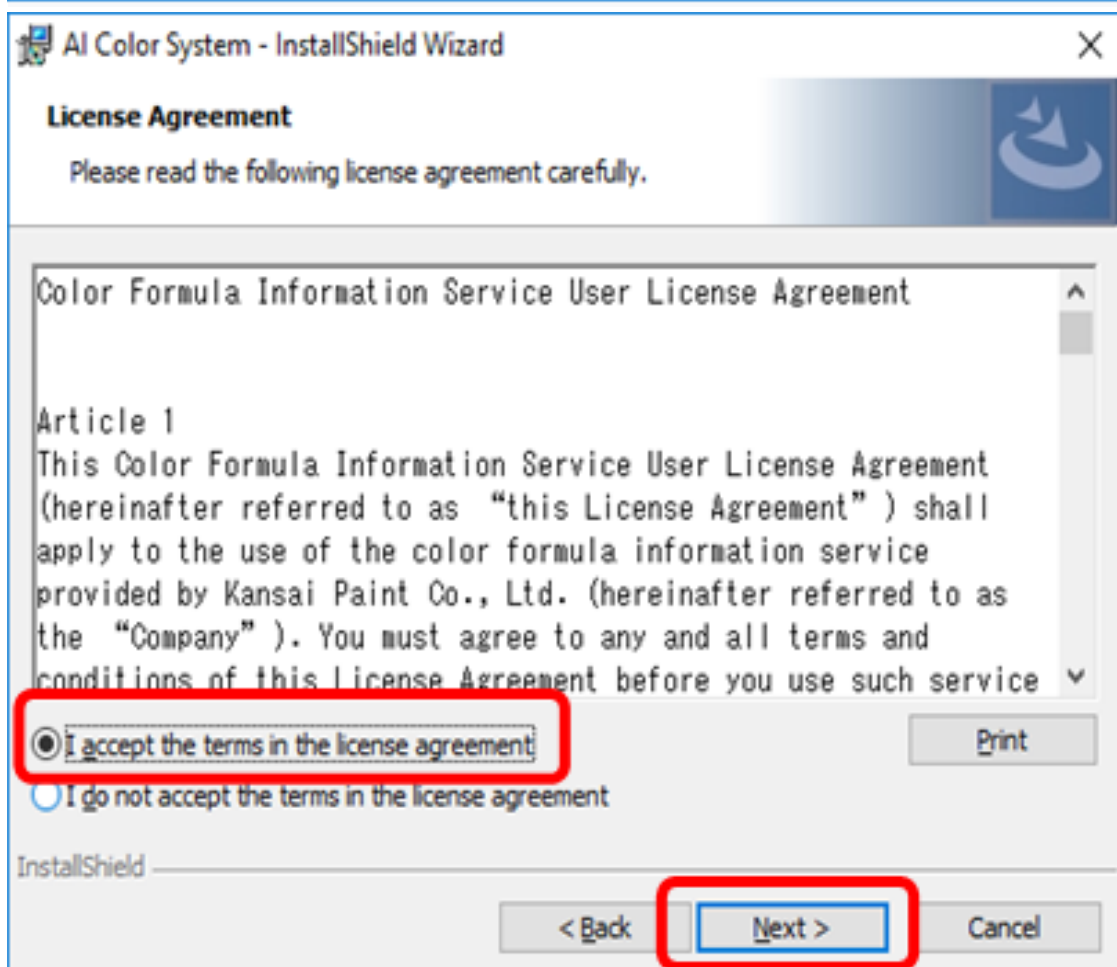 AI Color System - InstallShield Wizard
License Agreement
Please read the following license agreement carefully.
Color Formula Information Service User License Agreement
Article 1
This Color Formula Information Service User License Agreement
(hereinafter referred to as “this License Agreement” ) shall
apply to the use of the color formula information service
provided by Kansai Paint Co., Ltd. (hereinafter referred to as
the “Company” ). You must agree to any and all terms and
conditions of this License Agreement before you use such service
I accept the terms in the license agreement
Print
I do not accept the terms in the license agreement
InstallShield
< Back
Next >
Cancel